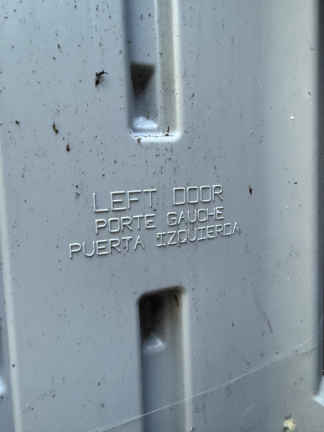 LEFT DOOR
PORTE GAUCHE
PUERTA IZQUIERDA